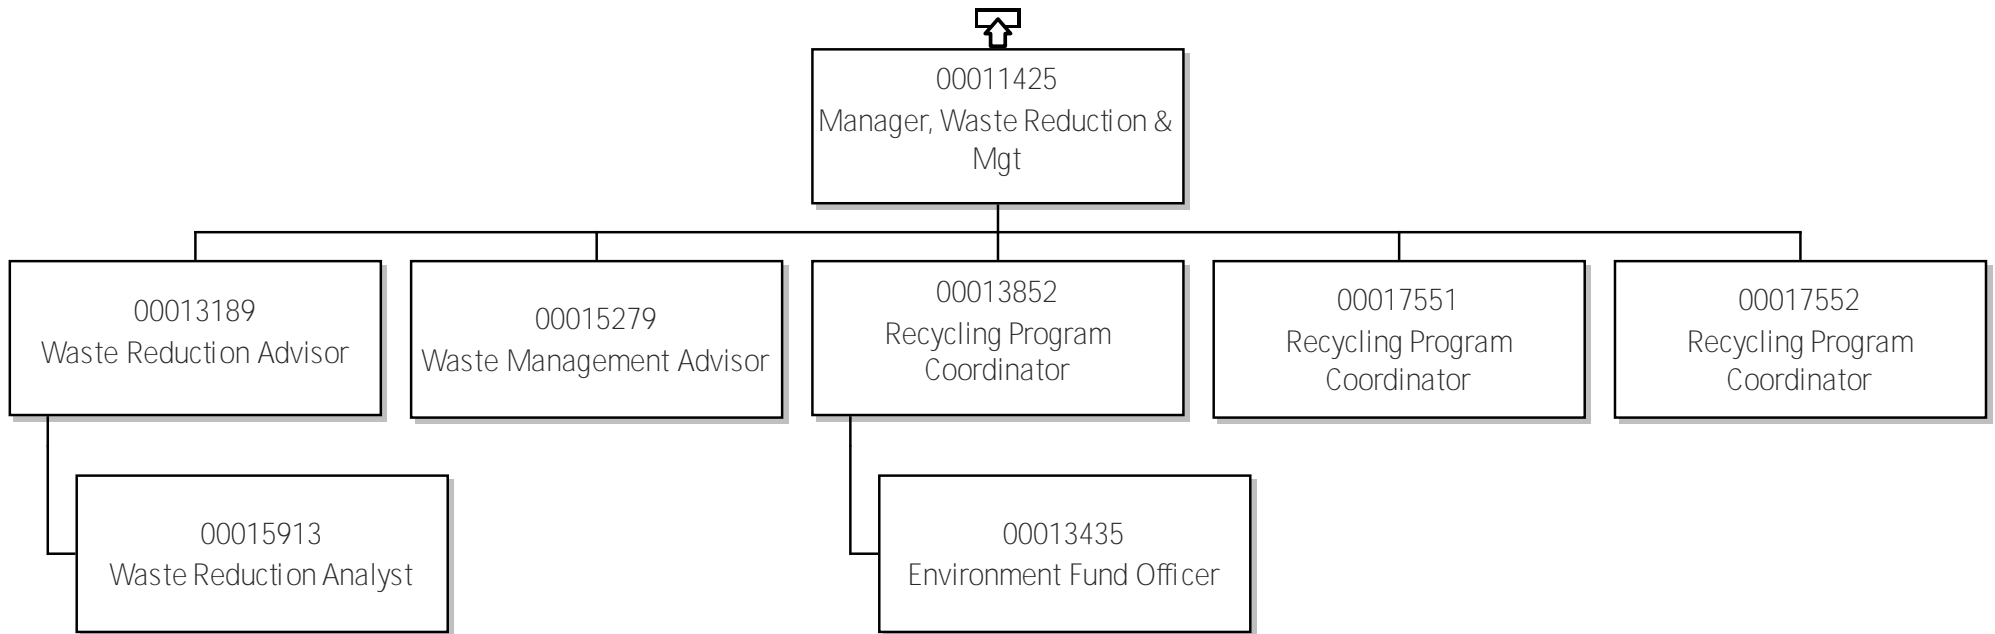 00011425
Manager, Waste Reduction &
Mgt
00013189
Waste Reduction Advisor
00015279
Waste Management Advisor
00013852
Recycling Program
Coordinator
00017551
Recycling Program
Coordinator
00017552
Recycling Program
Coordinator
00015913
Waste Reduction Analyst
00013435
Environment Fund Officer